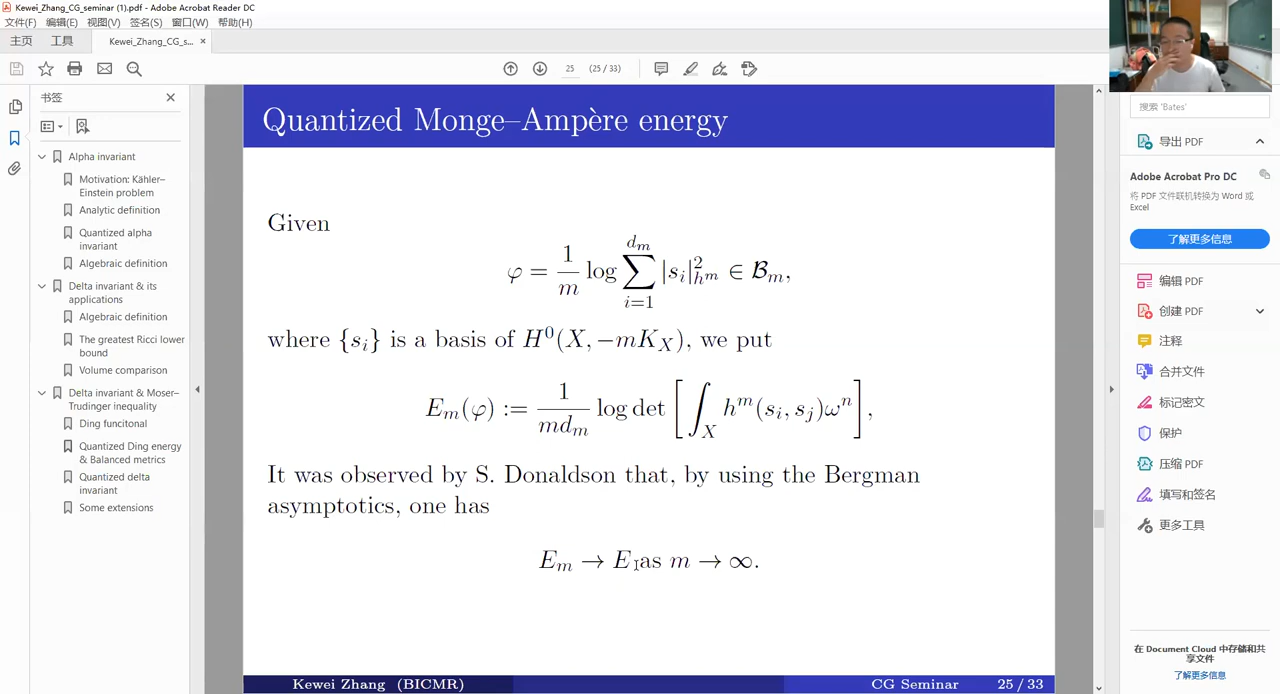 Kewei_Zhang_CG_seminar (1).pdf - Adobe Acrobat Reader DC
文件(F) 编辑(E) 视图(V) 签名(S) 窗口(W) 帮助(H)
主页 工具 Kewei_Zhang_CG_s... ×
25 (25 / 33)
书签
Alpha invariant
Motivation: Kähler–
Einstein problem
Analytic definition
Quantized alpha
invariant
Algebraic definition
Delta invariant & its
applications
Algebraic definition
The greatest Ricci lower
bound
Volume comparison
Delta invariant & Moser–
Trudinger inequality
Ding funcitonal
Quantized Ding energy
& Balanced metrics
Quantized delta
invariant
Some extensions
Quantized Monge–Ampère energy
Given
φ = 1/m log ∑_{i=1}^{d_m} |s_i|²_{h^m} ∈ 𝓑_m,
where {s_i} is a basis of H⁰(X, −mK_X), we put
E_m(φ) := 1/(md_m) log det [ ∫_X h^m(s_i, s_j)ω^n ],
It was observed by S. Donaldson that, by using the Bergman
asymptotics, one has
E_m → E as m → ∞.
Kewei Zhang (BICMR) CG Seminar 25 / 33
搜索 'Bates'
导出 PDF
Adobe Acrobat Pro DC
将 PDF 文件联机转换为 Word 或
Excel
了解更多信息
编辑 PDF
创建 PDF
注释
合并文件
标记密文
保护
压缩 PDF
填写和签名
更多工具
在 Document Cloud 中存储和共
享文件
了解更多信息